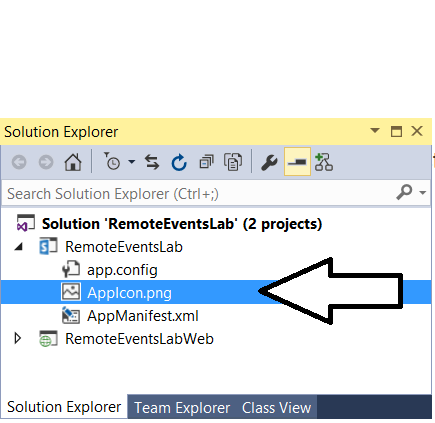 Solution Explorer
Search Solution Explorer (Ctrl+;)
Solution 'RemoteEventsLab' (2 projects)
RemoteEventsLab
app.config
AppIcon.png
AppManifest.xml
RemoteEventsLabWeb
Solution Explorer Team Explorer Class View